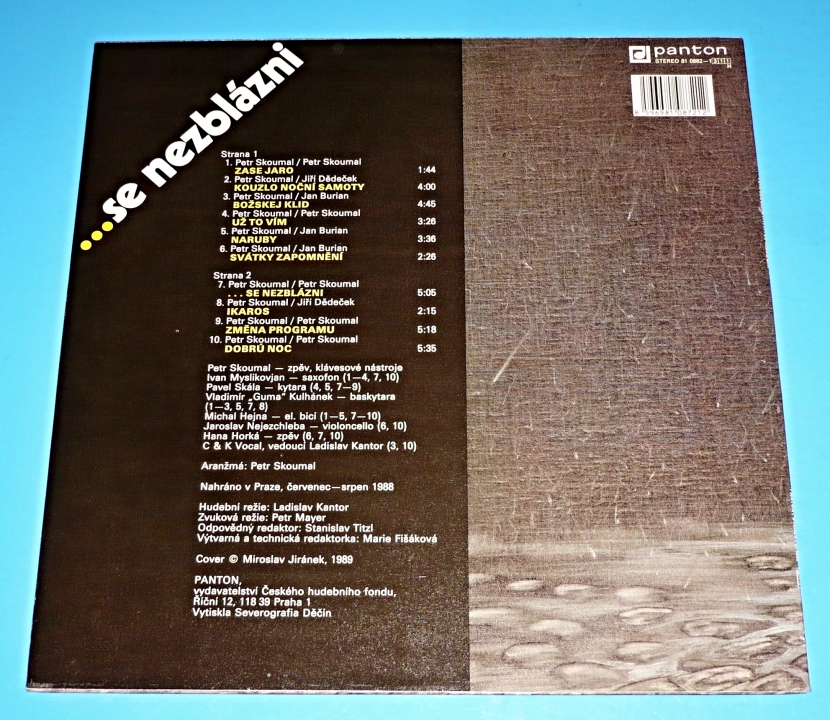 ...se nezblázni
panton
STEREO 81 0882-1
8 596981 087212
Strana 1
1. Petr Skoumal / Petr Skoumal
ZASE JARO 1:44
2. Petr Skoumal / Jiří Dědeček
KOUZLO NOČNÍ SAMOTY 4:00
3. Petr Skoumal / Jan Burian
BOŽSKEJ KLID 4:45
4. Petr Skoumal / Petr Skoumal
UŽ TO VÍM 3:26
5. Petr Skoumal / Jan Burian
NARUBY 3:36
6. Petr Skoumal / Jan Burian
SVÁTKY ZAPOMNĚNÍ 2:26
Strana 2
7. Petr Skoumal / Petr Skoumal
... SE NEZBLÁZNI 5:05
8. Petr Skoumal / Jiří Dědeček
IKAROS 2:15
9. Petr Skoumal / Petr Skoumal
ZMĚNA PROGRAMU 5:18
10. Petr Skoumal / Petr Skoumal
DOBRŮ NOC 5:35
Petr Skoumal — zpěv, klávesové nástroje
Ivan Myslikovjan — saxofon (1—4, 7, 10)
Pavel Skála — kytara (4, 5, 7—9)
Vladimír „Guma" Kulhánek — baskytara
(1—3, 5, 7, 8)
Michal Hejna — el. bicí (1—5, 7—10)
Jaroslav Nejezchleba — violoncello (6, 10)
Hana Horká — zpěv (6, 7, 10)
C & K Vocal, vedoucí Ladislav Kantor (3, 10)
Aranžmá: Petr Skoumal
Nahráno v Praze, červenec—srpen 1988
Hudební režie: Ladislav Kantor
Zvuková režie: Petr Mayer
Odpovědný redaktor: Stanislav Titzl
Výtvarná a technická redaktorka: Marie Fišáková
Cover © Miroslav Jiránek, 1989
PANTON,
vydavatelství Českého hudebního fondu,
Říční 12, 118 39 Praha 1
Vytiskla Severografia Děčín